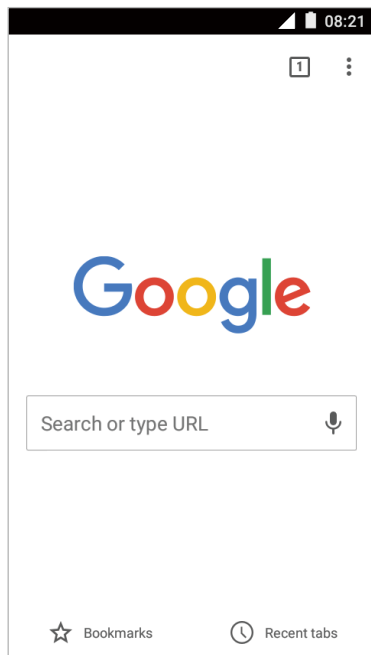 08:21
1
Google
Search or type URL
Bookmarks
Recent tabs